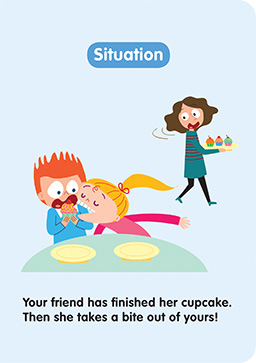 Situation
Your friend has finished her cupcake.
Then she takes a bite out of yours!